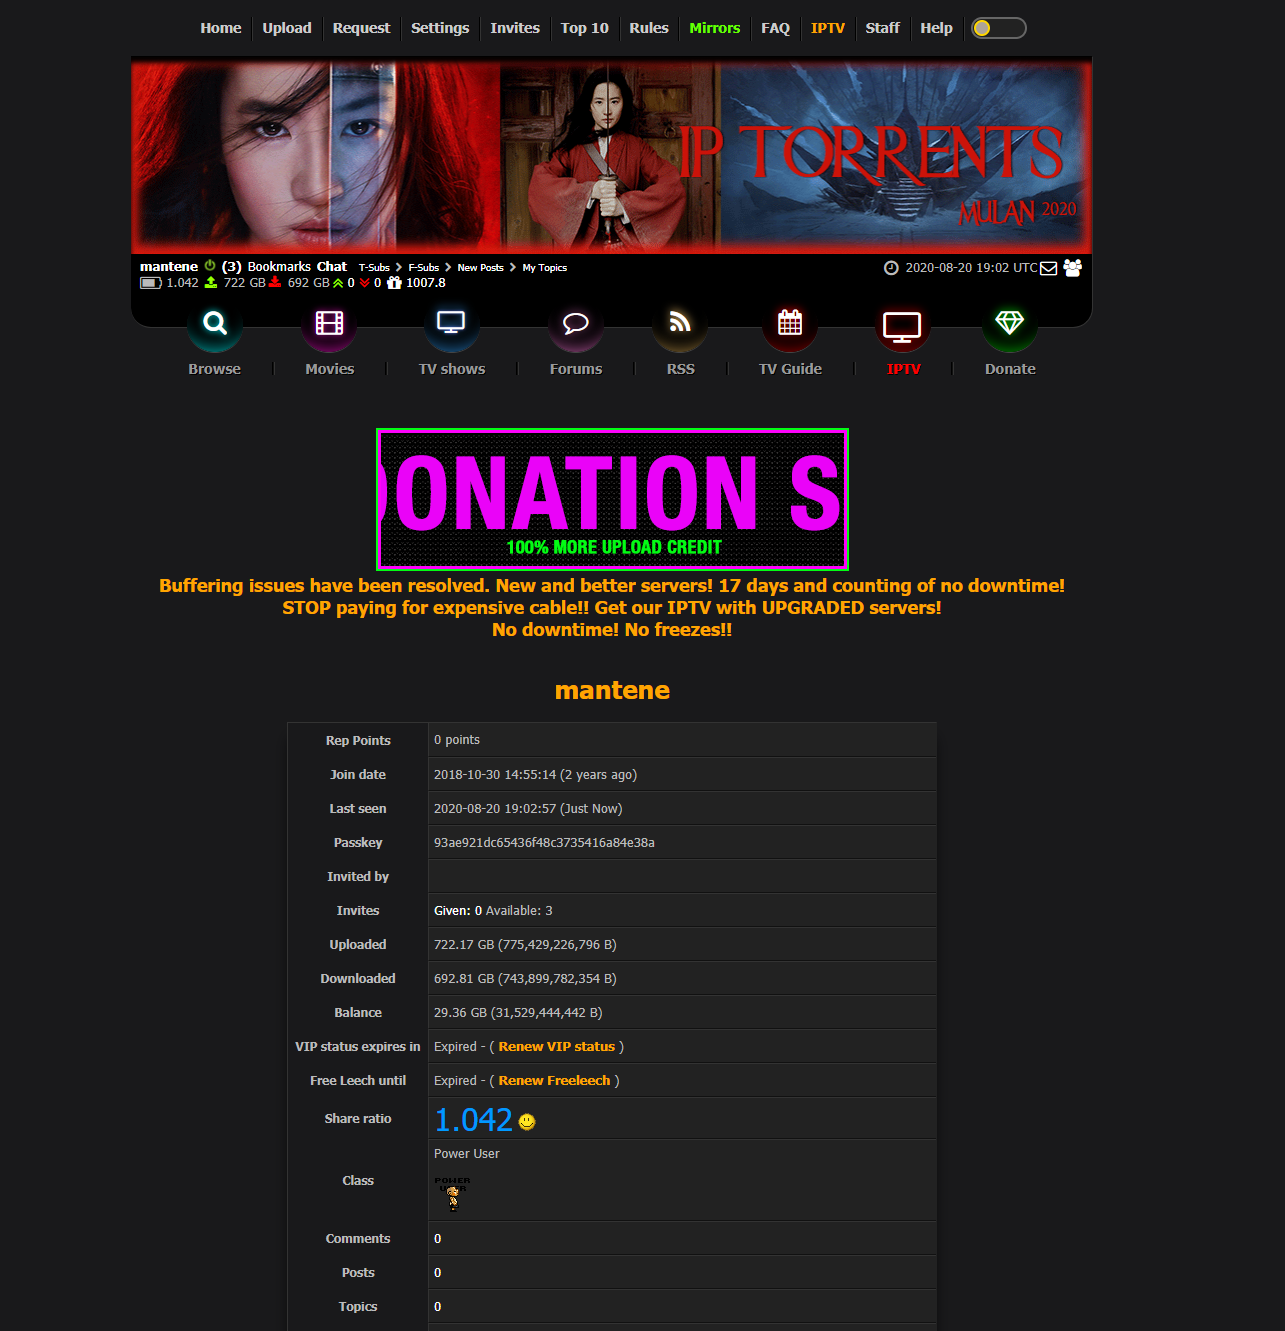 Home Upload Request Settings Invites Top 10 Rules Mirrors FAQ IPTV Staff Help
IP TORRENTS
MULAN 2020
mantene (3) Bookmarks Chat T-Subs F-Subs New Posts My Topics 2020-08-20 19:02 UTC
1.042 722 GB 692 GB 0 0 1007.8
Browse Movies TV shows Forums RSS TV Guide IPTV Donate
DONATION S
100% MORE UPLOAD CREDIT
Buffering issues have been resolved. New and better servers! 17 days and counting of no downtime!
STOP paying for expensive cable!! Get our IPTV with UPGRADED servers!
No downtime! No freezes!!
mantene
Rep Points 0 points
Join date 2018-10-30 14:55:14 (2 years ago)
Last seen 2020-08-20 19:02:57 (Just Now)
Passkey 93ae921dc65436f48c3735416a84e38a
Invited by
Invites Given: 0 Available: 3
Uploaded 722.17 GB (775,429,226,796 B)
Downloaded 692.81 GB (743,899,782,354 B)
Balance 29.36 GB (31,529,444,442 B)
VIP status expires in Expired - ( Renew VIP status )
Free Leech until Expired - ( Renew Freeleech )
Share ratio 1.042
Class Power User
POWER
USER
Comments 0
Posts 0
Topics 0